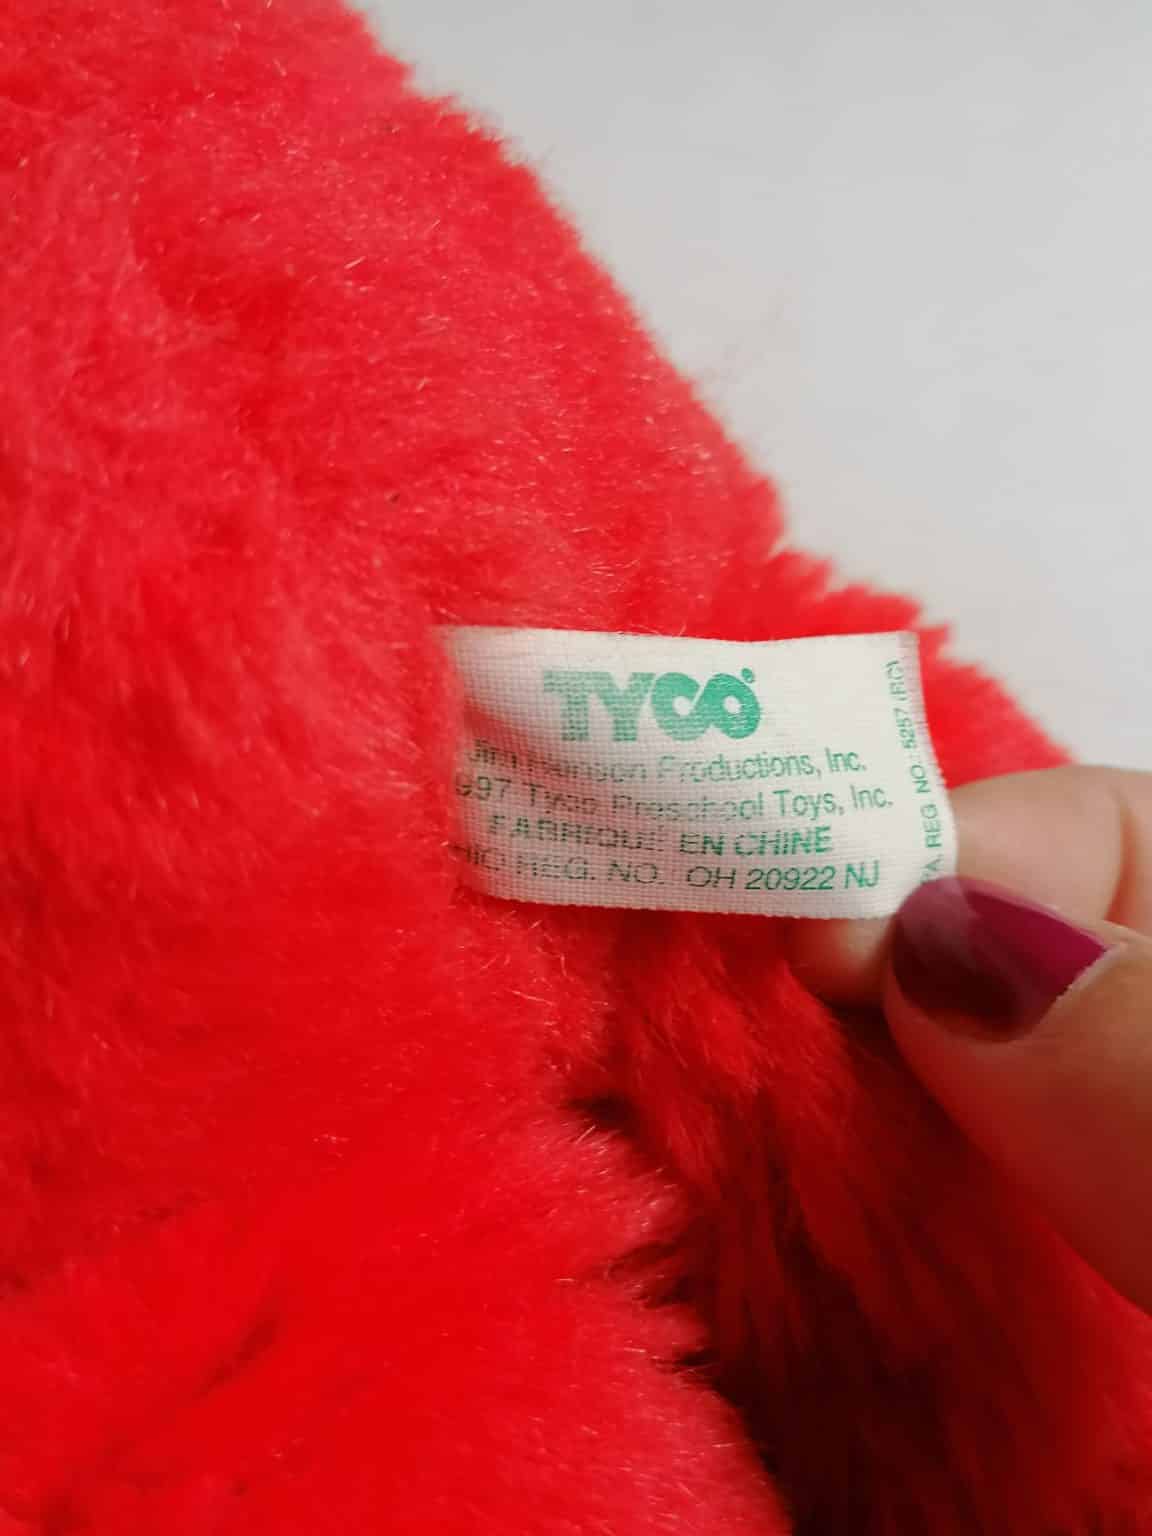 TYCO
Jim Henson Productions, Inc.
997 Tyco Preschool Toys, Inc.
FABRIQUE EN CHINE
REG. NO. OH 20922 NJ
PA. REG NO.: 5257 (RC)